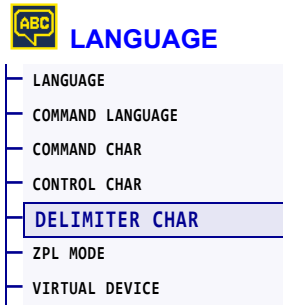 ABC
LANGUAGE
LANGUAGE
COMMAND LANGUAGE
COMMAND CHAR
CONTROL CHAR
DELIMITER CHAR
ZPL MODE
VIRTUAL DEVICE